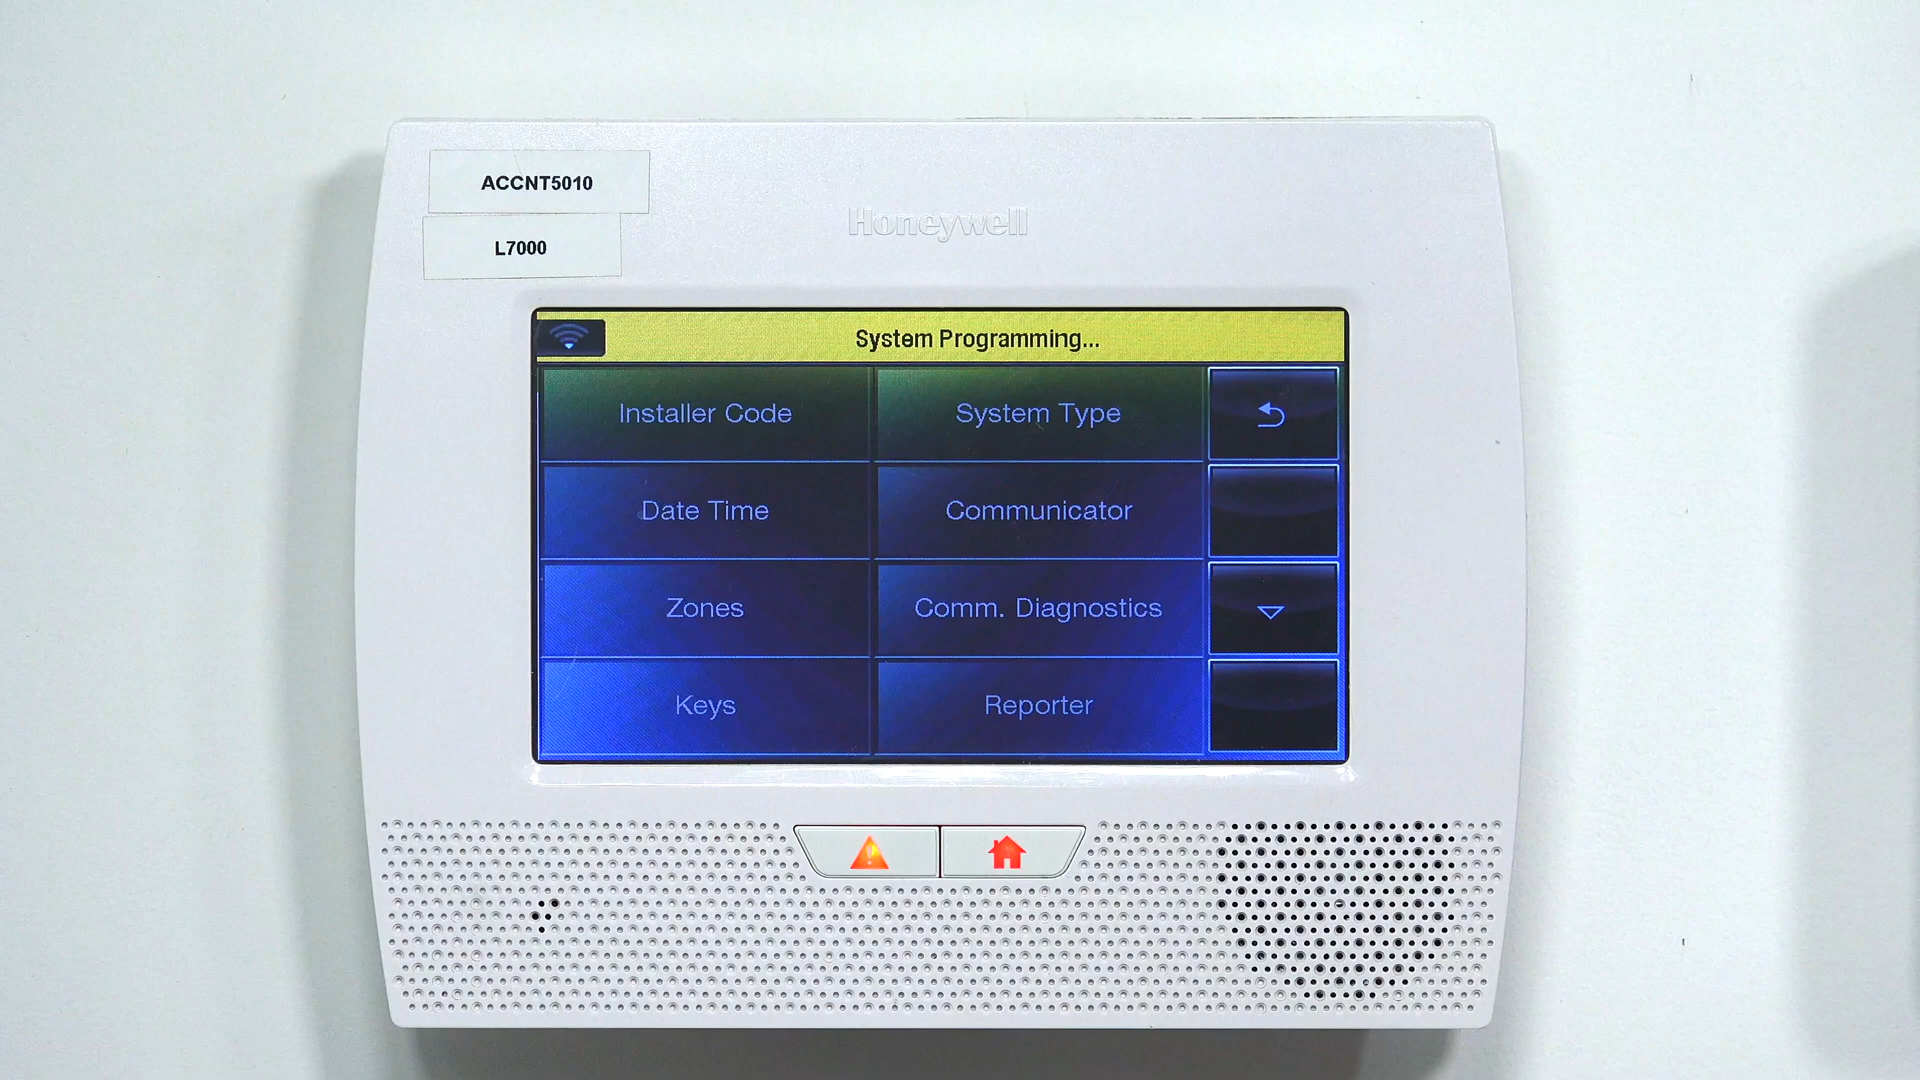 ACCNT5010
L7000
Honeywell
System Programming...
Installer Code
System Type
Date Time
Communicator
Zones
Comm. Diagnostics
Keys
Reporter